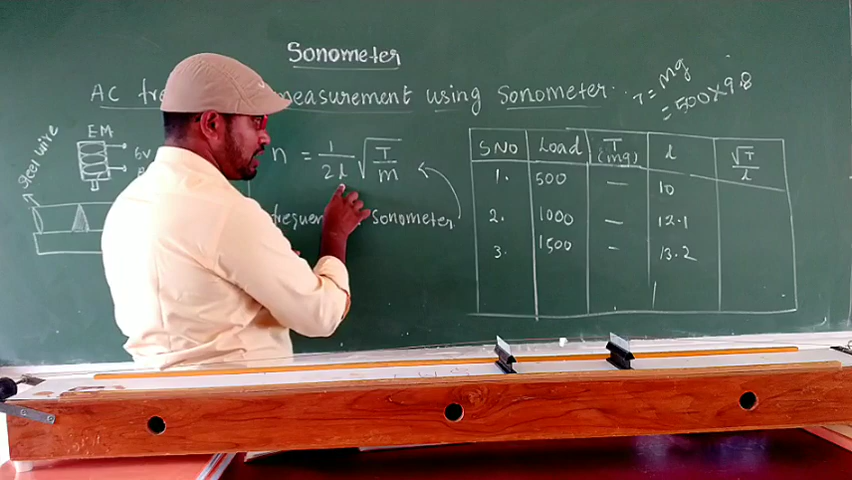 Sonometer
AC measurement using Sonometer..
T = mg
= 500 × 9.8
Steel wire
EM
6v
n = 1/2l √T/m
frequen sonometer
S.NO Load T (mg) l √T/l
1. 500 — 10
2. 1000 — 12.1
3. 1500 - 13.2